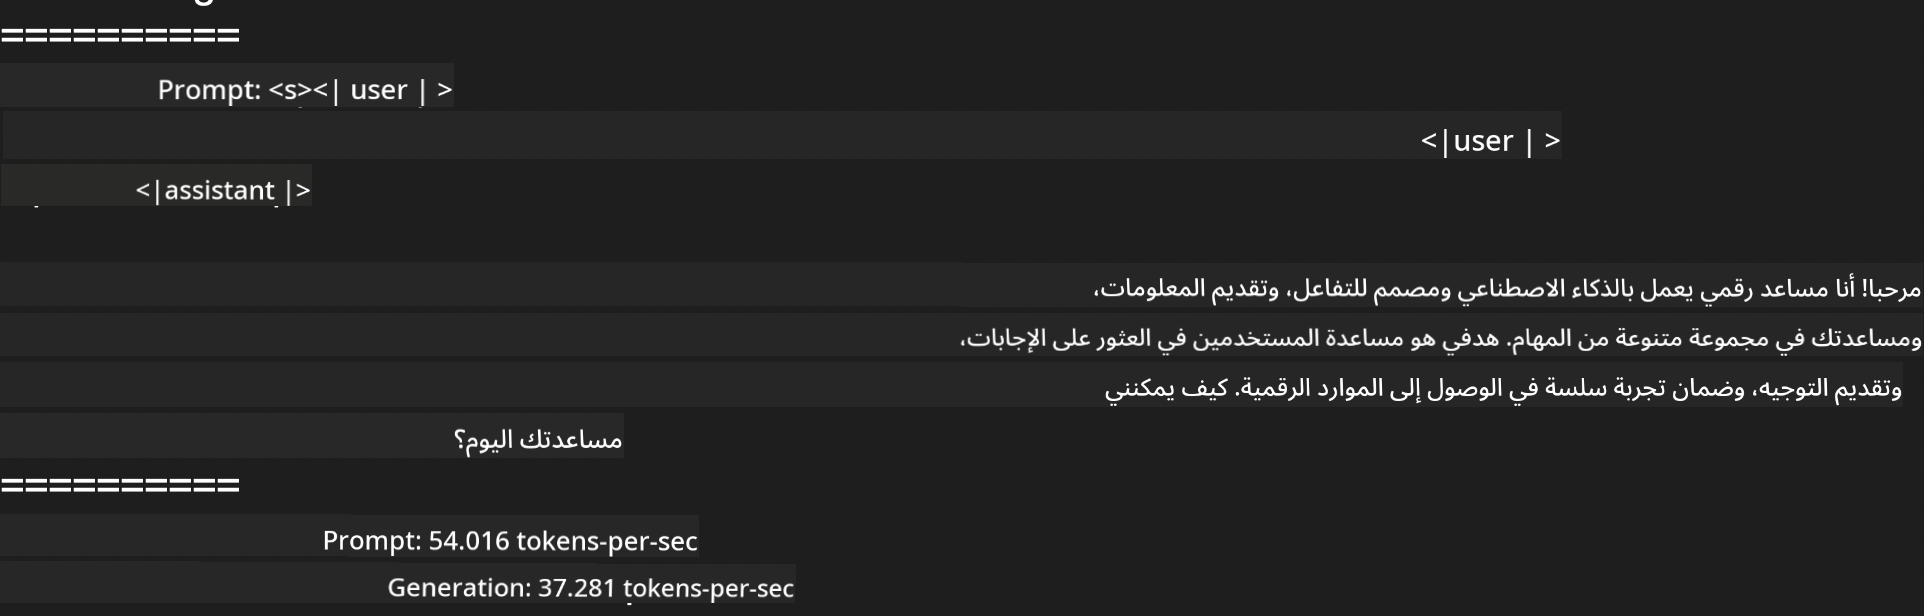 ==========
Prompt: <s><| user | >
<|user | >
<|assistant |>
مرحبا! أنا مساعد رقمي يعمل بالذكاء الاصطناعي ومصمم للتفاعل، وتقديم المعلومات،
ومساعدتك في مجموعة متنوعة من المهام. هدفي هو مساعدة المستخدمين في العثور على الإجابات،
وتقديم التوجيه، وضمان تجربة سلسة في الوصول إلى الموارد الرقمية. كيف يمكنني
مساعدتك اليوم؟
==========
Prompt: 54.016 tokens-per-sec
Generation: 37.281 tokens-per-sec